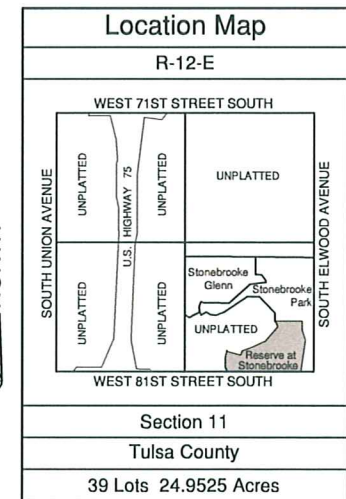 Location Map
R-12-E
WEST 71ST STREET SOUTH
SOUTH UNION AVENUE
UNPLATTED
U.S. HIGHWAY 75
UNPLATTED
UNPLATTED
SOUTH ELWOOD AVENUE
UNPLATTED
UNPLATTED
Stonebrooke
Glenn
Stonebrooke
Park
UNPLATTED
Reserve at
Stonebrooke
WEST 81ST STREET SOUTH
Section 11
Tulsa County
39 Lots 24.9525 Acres